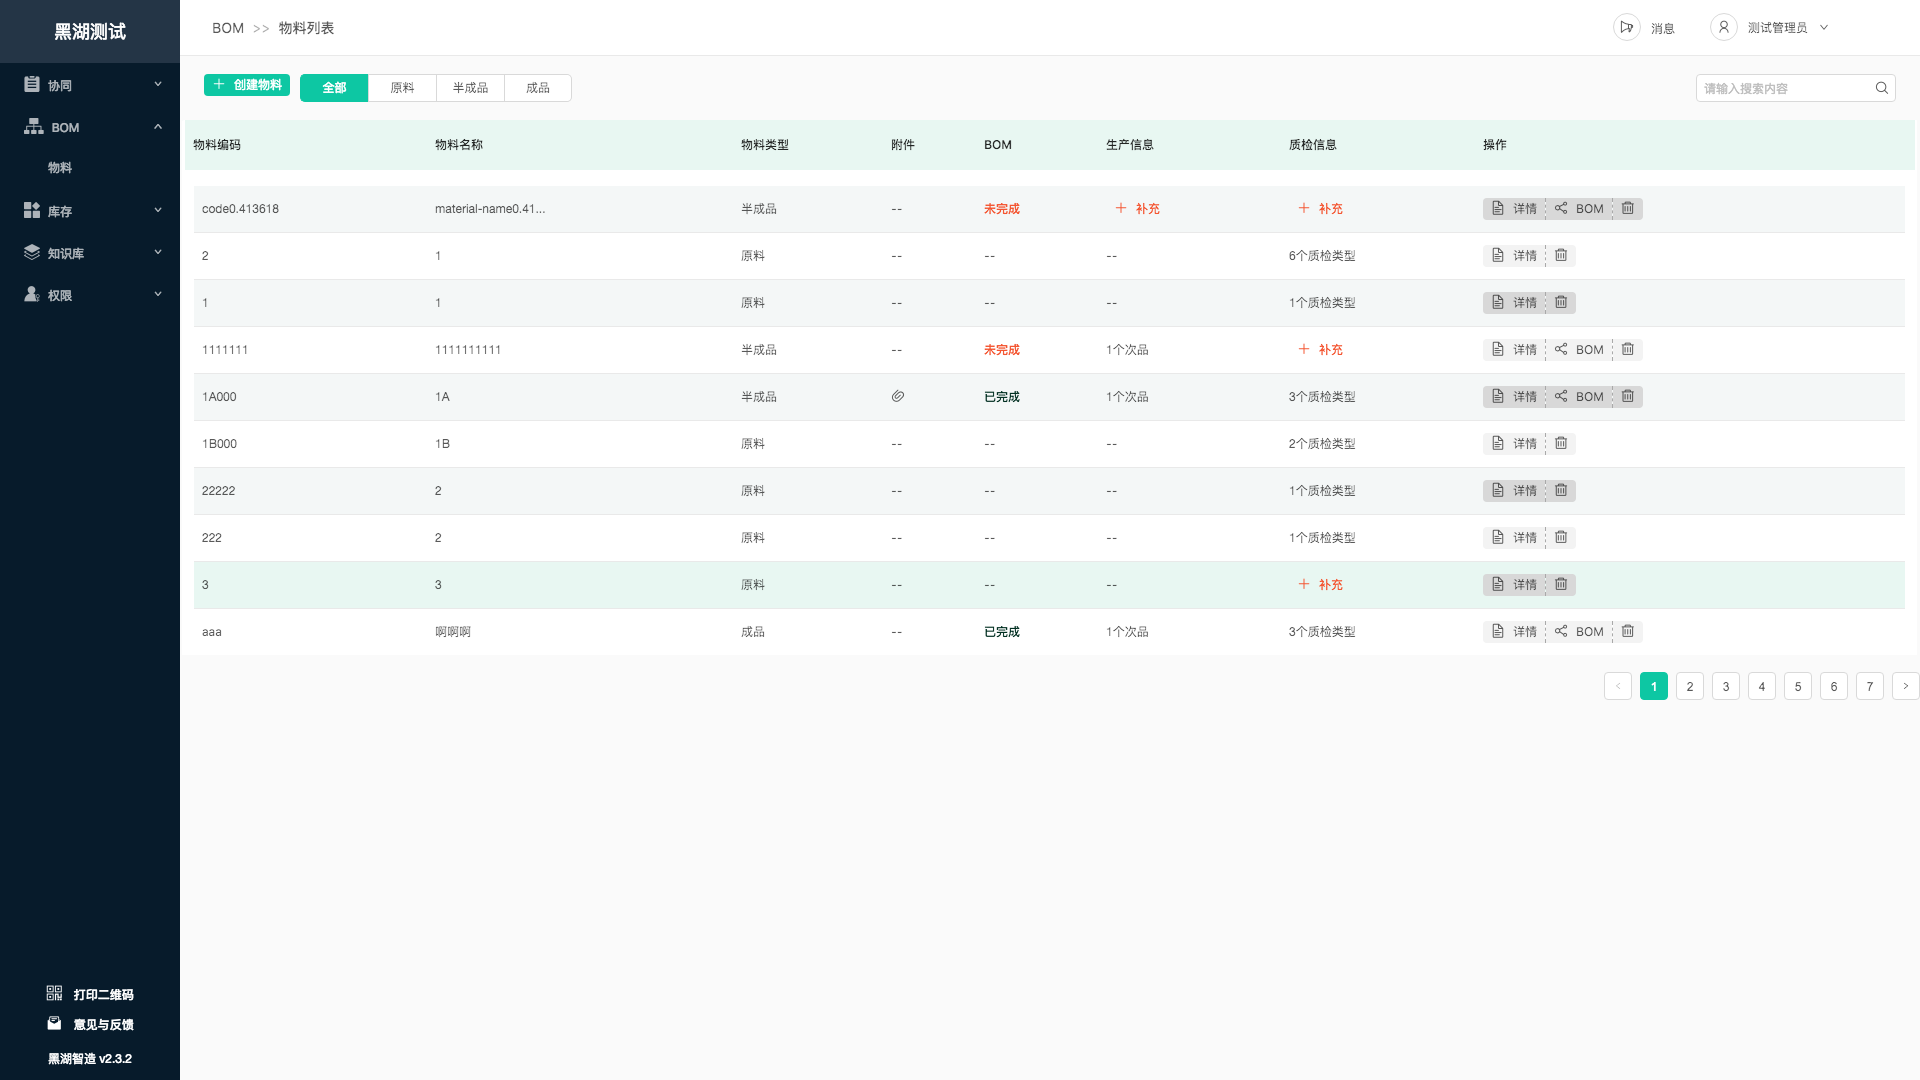 黑湖测试
协同
BOM
物料
库存
知识库
权限
打印二维码
意见与反馈
黑湖智造 v2.3.2
BOM >> 物料列表
消息
测试管理员
创建物料
全部 原料 半成品 成品
请输入搜索内容
物料编码 物料名称 物料类型 附件 BOM 生产信息 质检信息 操作
code0.413618 material-name0.41... 半成品 -- 未完成 补充 补充 详情 BOM
2 1 原料 -- -- -- 6个质检类型 详情
1 1 原料 -- -- -- 1个质检类型 详情
1111111 1111111111 半成品 -- 未完成 1个次品 补充 详情 BOM
1A000 1A 半成品 已完成 1个次品 3个质检类型 详情 BOM
1B000 1B 原料 -- -- -- 2个质检类型 详情
22222 2 原料 -- -- -- 1个质检类型 详情
222 2 原料 -- -- -- 1个质检类型 详情
3 3 原料 -- -- -- 补充 详情
aaa 啊啊啊 成品 -- 已完成 1个次品 3个质检类型 详情 BOM
1 2 3 4 5 6 7